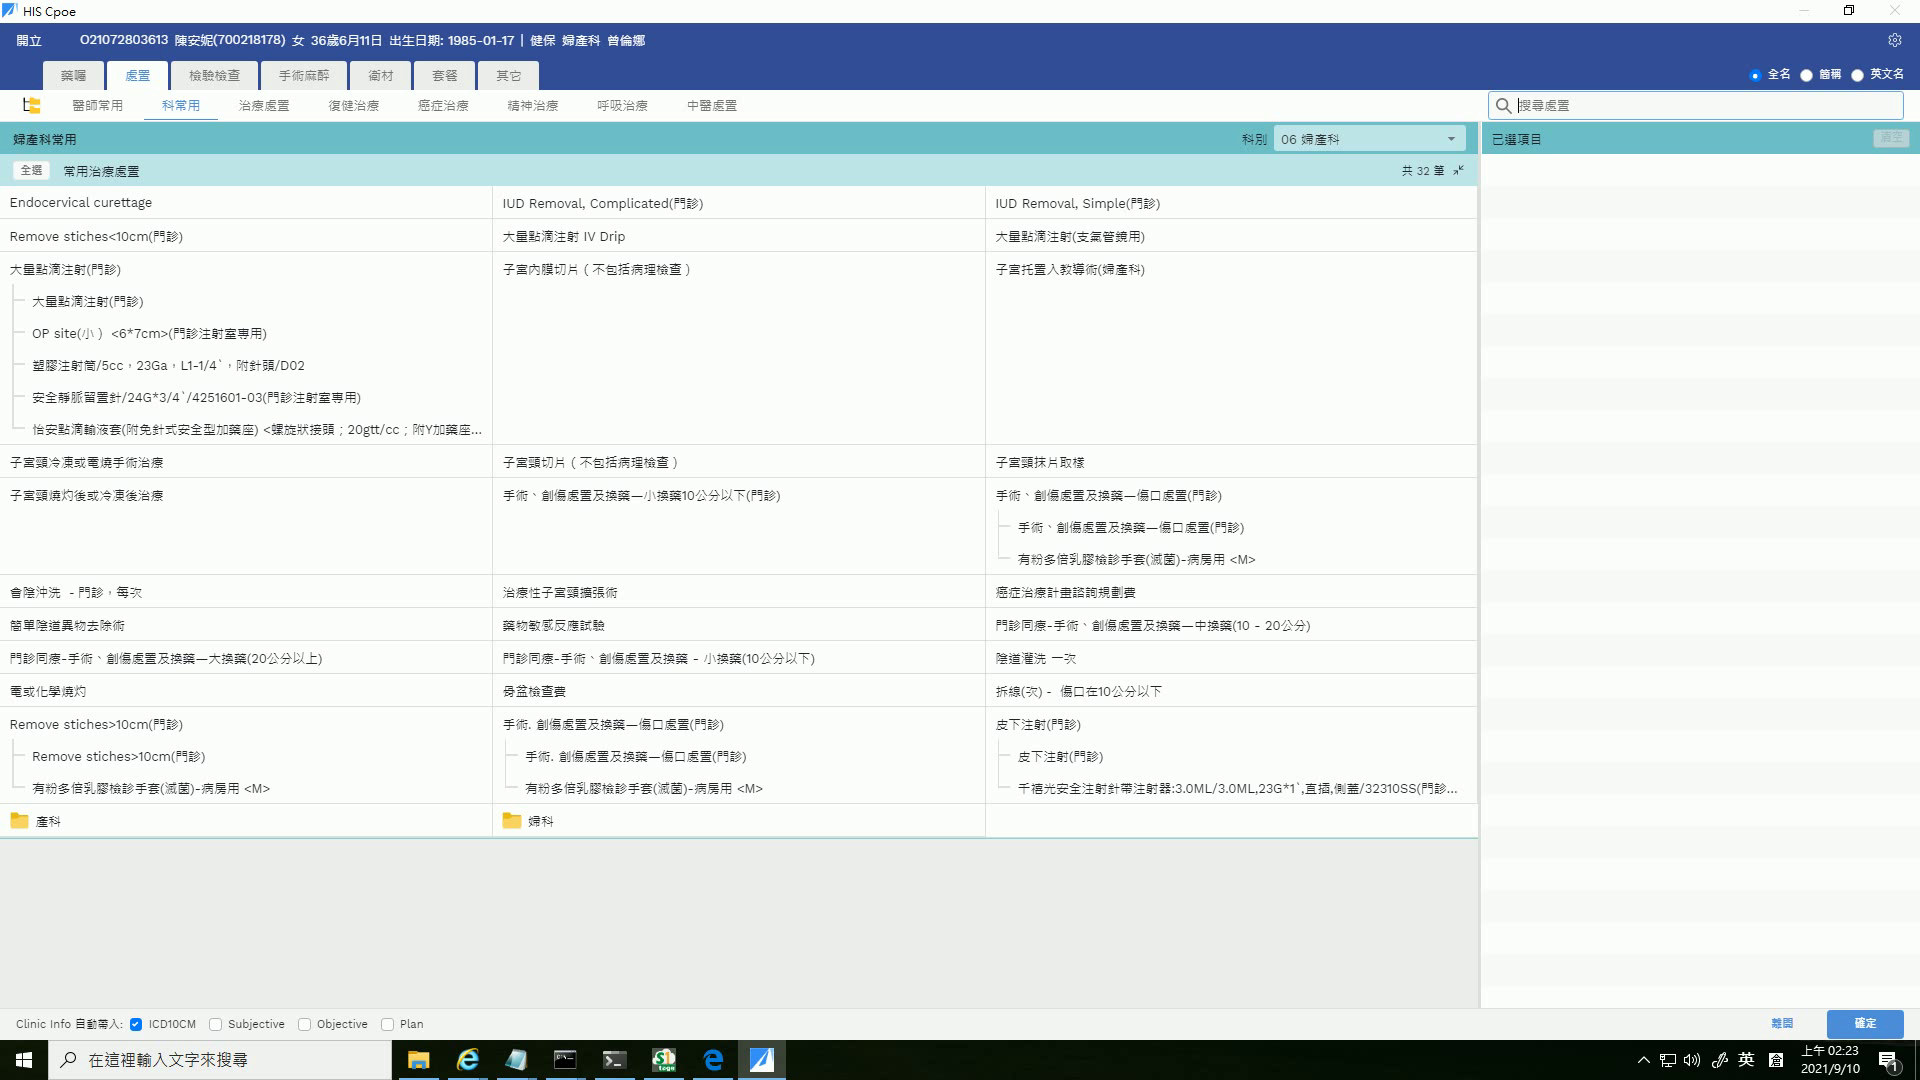 HIS Cpoe
開立 O21072803613 陳安妮(700218178) 女 36歲6月11日 出生日期: 1985-01-17 | 健保 婦產科 曾倫娜
藥囑 處置 檢驗檢查 手術麻醉 衛材 套餐 其它 全名 簡稱 英文名
醫師常用 科常用 治療處置 復健治療 癌症治療 精神治療 呼吸治療 中醫處置 搜尋處置
婦產科常用 科別 06 婦產科 已選項目 清空
全選 常用治療處置 共 32 筆
Endocervical curettage IUD Removal, Complicated(門診) IUD Removal, Simple(門診)
Remove stiches<10cm(門診) 大量點滴注射 IV Drip 大量點滴注射(支氣管鏡用)
大量點滴注射(門診) 子宮內膜切片 ( 不包括病理檢查 ) 子宮托置入教導術(婦產科)
大量點滴注射(門診)
OP site(小 ) <6*7cm>(門診注射室專用)
塑膠注射筒/5cc，23Ga，L1-1/4`，附針頭/D02
安全靜脈留置針/24G*3/4`/4251601-03(門診注射室專用)
怡安點滴輸液套(附免針式安全型加藥座) <螺旋狀接頭；20gtt/cc；附Y加藥座...
子宮頸冷凍或電燒手術治療 子宮頸切片 ( 不包括病理檢查 ) 子宮頸抹片取樣
子宮頸燒灼後或冷凍後治療 手術、創傷處置及換藥—小換藥10公分以下(門診) 手術、創傷處置及換藥—傷口處置(門診)
手術、創傷處置及換藥—傷口處置(門診)
有粉多倍乳膠檢診手套(滅菌)-病房用 <M>
會陰沖洗 - 門診，每次 治療性子宮頸擴張術 癌症治療計畫諮詢規劃費
簡單陰道異物去除術 藥物敏感反應試驗 門診同療-手術、創傷處置及換藥—中換藥(10 - 20公分)
門診同療-手術、創傷處置及換藥—大換藥(20公分以上) 門診同療-手術、創傷處置及換藥 - 小換藥(10公分以下) 陰道灌洗 一次
電或化學燒灼 骨盆檢查費 拆線(次) - 傷口在10公分以下
Remove stiches>10cm(門診) 手術. 創傷處置及換藥—傷口處置(門診) 皮下注射(門診)
Remove stiches>10cm(門診) 手術. 創傷處置及換藥—傷口處置(門診) 皮下注射(門診)
有粉多倍乳膠檢診手套(滅菌)-病房用 <M> 有粉多倍乳膠檢診手套(滅菌)-病房用 <M> 千禧光安全注射針帶注射器:3.0ML/3.0ML,23G*1`,直插,側蓋/32310SS(門診...
產科 婦科
Clinic Info 自動帶入: ICD10CM Subjective Objective Plan 離開 確定
在這裡輸入文字來搜尋 英 上午 02:23
2021/9/10 1